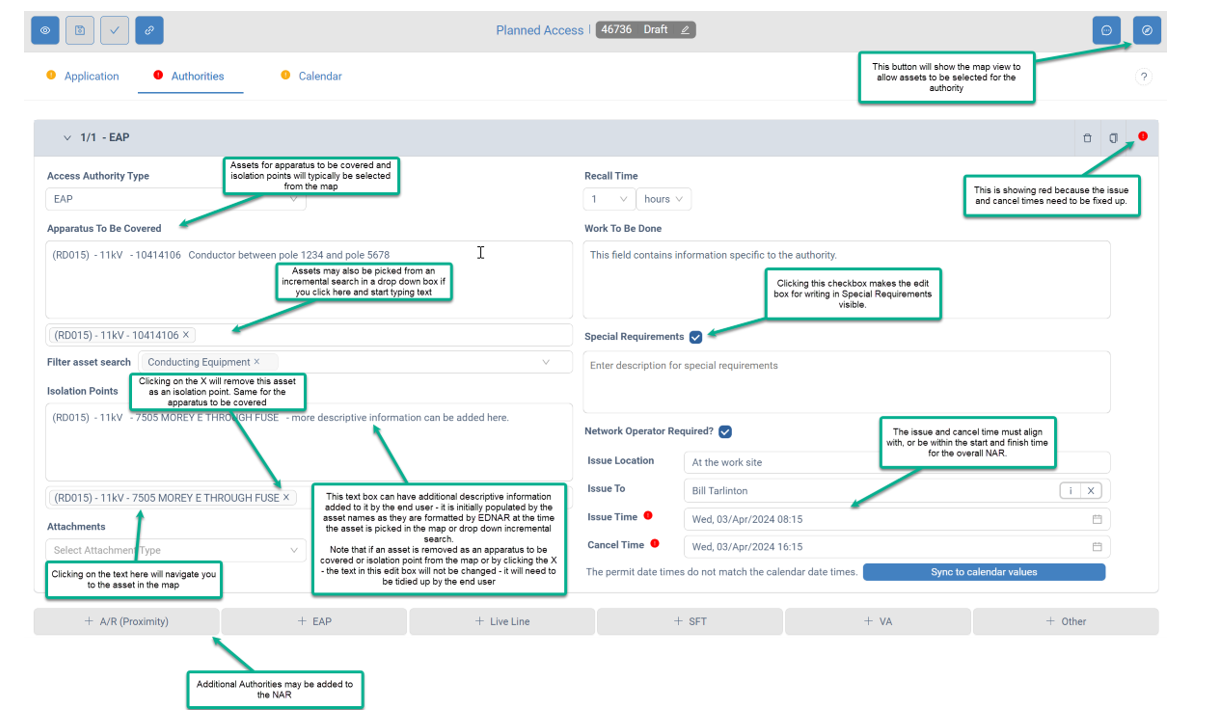 Planned Access
46736 Draft
Application
Authorities
Calendar
This button will show the map view to
allow assets to be selected for the
authority
?
1/1 - EAP
Assets for apparatus to be covered and
isolation points will typically be selected
from the map
This is showing red because the issue
and cancel times need to be fixed up.
Access Authority Type
EAP
Recall Time
1 hours
Apparatus To Be Covered
(RD015) - 11kV - 10414106 Conductor between pole 1234 and pole 5678
Assets may also be picked from an
incremental search in a drop down box if
you click here and start typing text
(RD015) - 11kV - 10414106 X
Work To Be Done
This field contains information specific to the authority.
Clicking this checkbox makes the edit
box for writing in Special Requirements
visible.
Special Requirements
Enter description for special requirements
Filter asset search
Conducting Equipment X
Clicking on the X will remove this asset
as an isolation point. Same for the
apparatus to be covered
Isolation Points
(RD015) - 11kV - 7505 MOREY E THROUGH FUSE - more descriptive information can be added here.
(RD015) - 11kV - 7505 MOREY E THROUGH FUSE X
This text box can have additional descriptive information
added to it by the end user - it is initially populated by the
asset names as they are formatted by EDNAR at the time
the asset is picked in the map or drop down incremental
search.
Note that if an asset is removed as an apparatus to be
covered or isolation point from the map or by clicking the X
- the text in this edit box will not be changed - it will need to
be tidied up by the end user
Attachments
Select Attachment Type
Clicking on the text here will navigate you
to the asset in the map
Network Operator Required?
The issue and cancel time must align
with, or be within the start and finish time
for the overall NAR.
Issue Location
At the work site
Issue To
Bill Tarlinton
i X
Issue Time
Wed, 03/Apr/2024 08:15
Cancel Time
Wed, 03/Apr/2024 16:15
The permit date times do not match the calendar date times.
Sync to calendar values
+ A/R (Proximity)
+ EAP
+ Live Line
+ SFT
+ VA
+ Other
Additional Authorities may be added to
the NAR